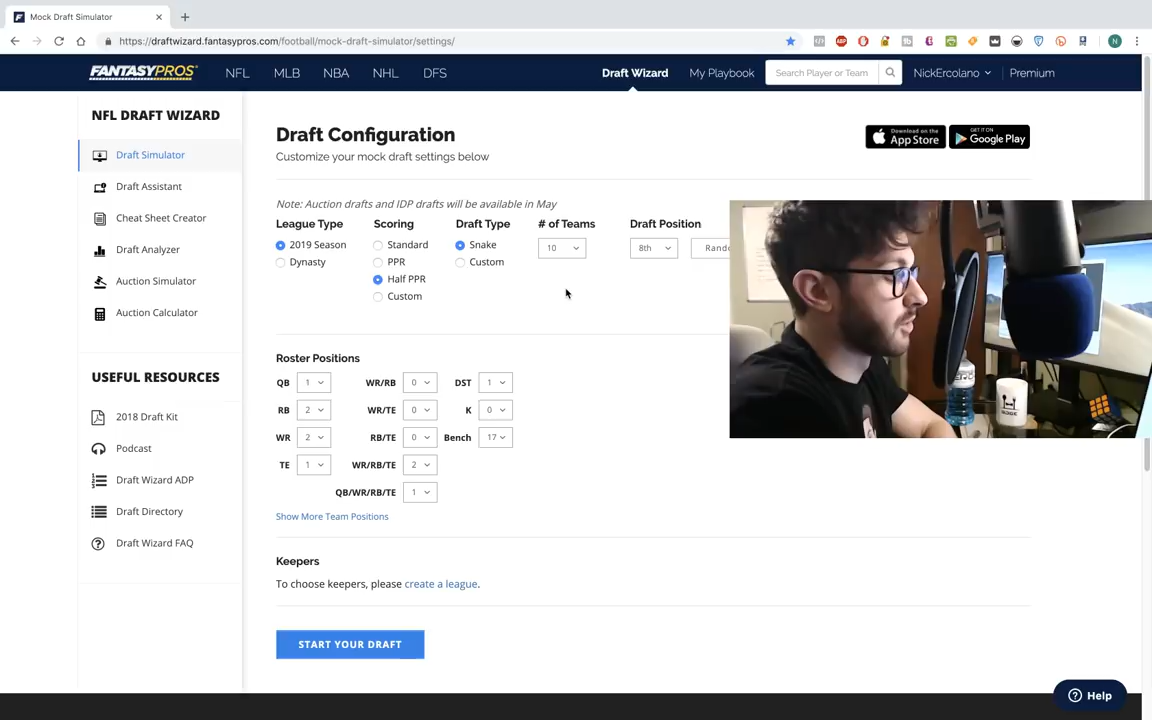 Mock Draft Simulator
https://draftwizard.fantasypros.com/football/mock-draft-simulator/settings/
FANTASYPROS NFL MLB NBA NHL DFS Draft Wizard My Playbook Search Player or Team NickErcolano Premium
NFL DRAFT WIZARD
Draft Simulator
Draft Assistant
Cheat Sheet Creator
Draft Analyzer
Auction Simulator
Auction Calculator
USEFUL RESOURCES
2018 Draft Kit
Podcast
Draft Wizard ADP
Draft Directory
Draft Wizard FAQ
Draft Configuration
Customize your mock draft settings below
Download on the
App Store
GET IT ON
Google Play
Note: Auction drafts and IDP drafts will be available in May
League Type Scoring Draft Type # of Teams Draft Position
2019 Season Standard Snake 10 8th
Dynasty PPR Custom
Half PPR
Custom
Roster Positions
QB 1 WR/RB 0 DST 1
RB 2 WR/TE 0 K 0
WR 2 RB/TE 0 Bench 17
TE 1 WR/RB/TE 2
QB/WR/RB/TE 1
Show More Team Positions
Keepers
To choose keepers, please create a league.
START YOUR DRAFT
Help